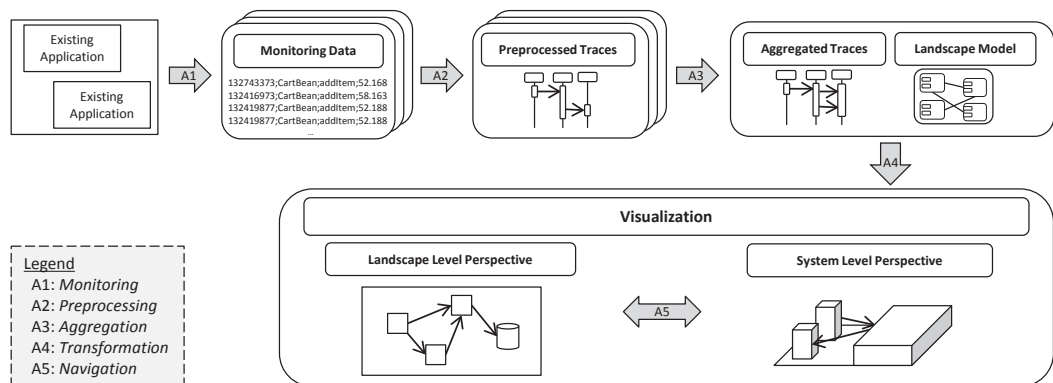 Existing
Application
Existing
Application
A1
Monitoring Data
132743373;CartBean;addItem;52.168
132416973;CartBean;addItem;58.163
132419877;CartBean;addItem;52.188
132419877;CartBean;addItem;52.188
...
A2
Preprocessed Traces
A3
Aggregated Traces
Landscape Model
A4
Visualization
Landscape Level Perspective
A5
System Level Perspective
Legend
A1: Monitoring
A2: Preprocessing
A3: Aggregation
A4: Transformation
A5: Navigation